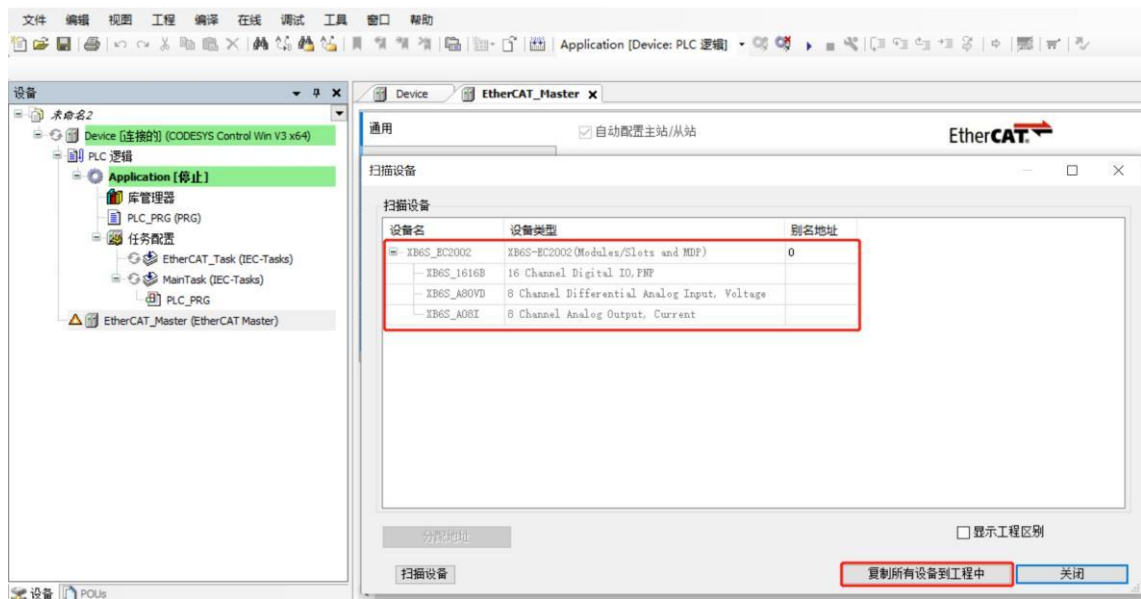 文件 编辑 视图 工程 编译 在线 调试 工具 窗口 帮助
Application [Device: PLC 逻辑]
设备
未命名2
Device [连接的] (CODESYS Control Win V3 x64)
PLC 逻辑
Application [停止]
库管理器
PLC_PRG (PRG)
任务配置
EtherCAT_Task (IEC-Tasks)
MainTask (IEC-Tasks)
PLC_PRG
EtherCAT_Master (EtherCAT Master)
设备 POUs
Device EtherCAT_Master
通用 自动配置主站/从站 EtherCAT.
扫描设备
扫描设备
设备名 设备类型 别名地址
XB6S_EC2002 XB6S-EC2002(Modules/Slots and MDP) 0
XB6S_1616B 16 Channel Digital IO,PNP
XB6S_A80VD 8 Channel Differential Analog Input, Voltage
XB6S_A08I 8 Channel Analog Output, Current
分配地址 显示工程区别
扫描设备 复制所有设备到工程中 关闭